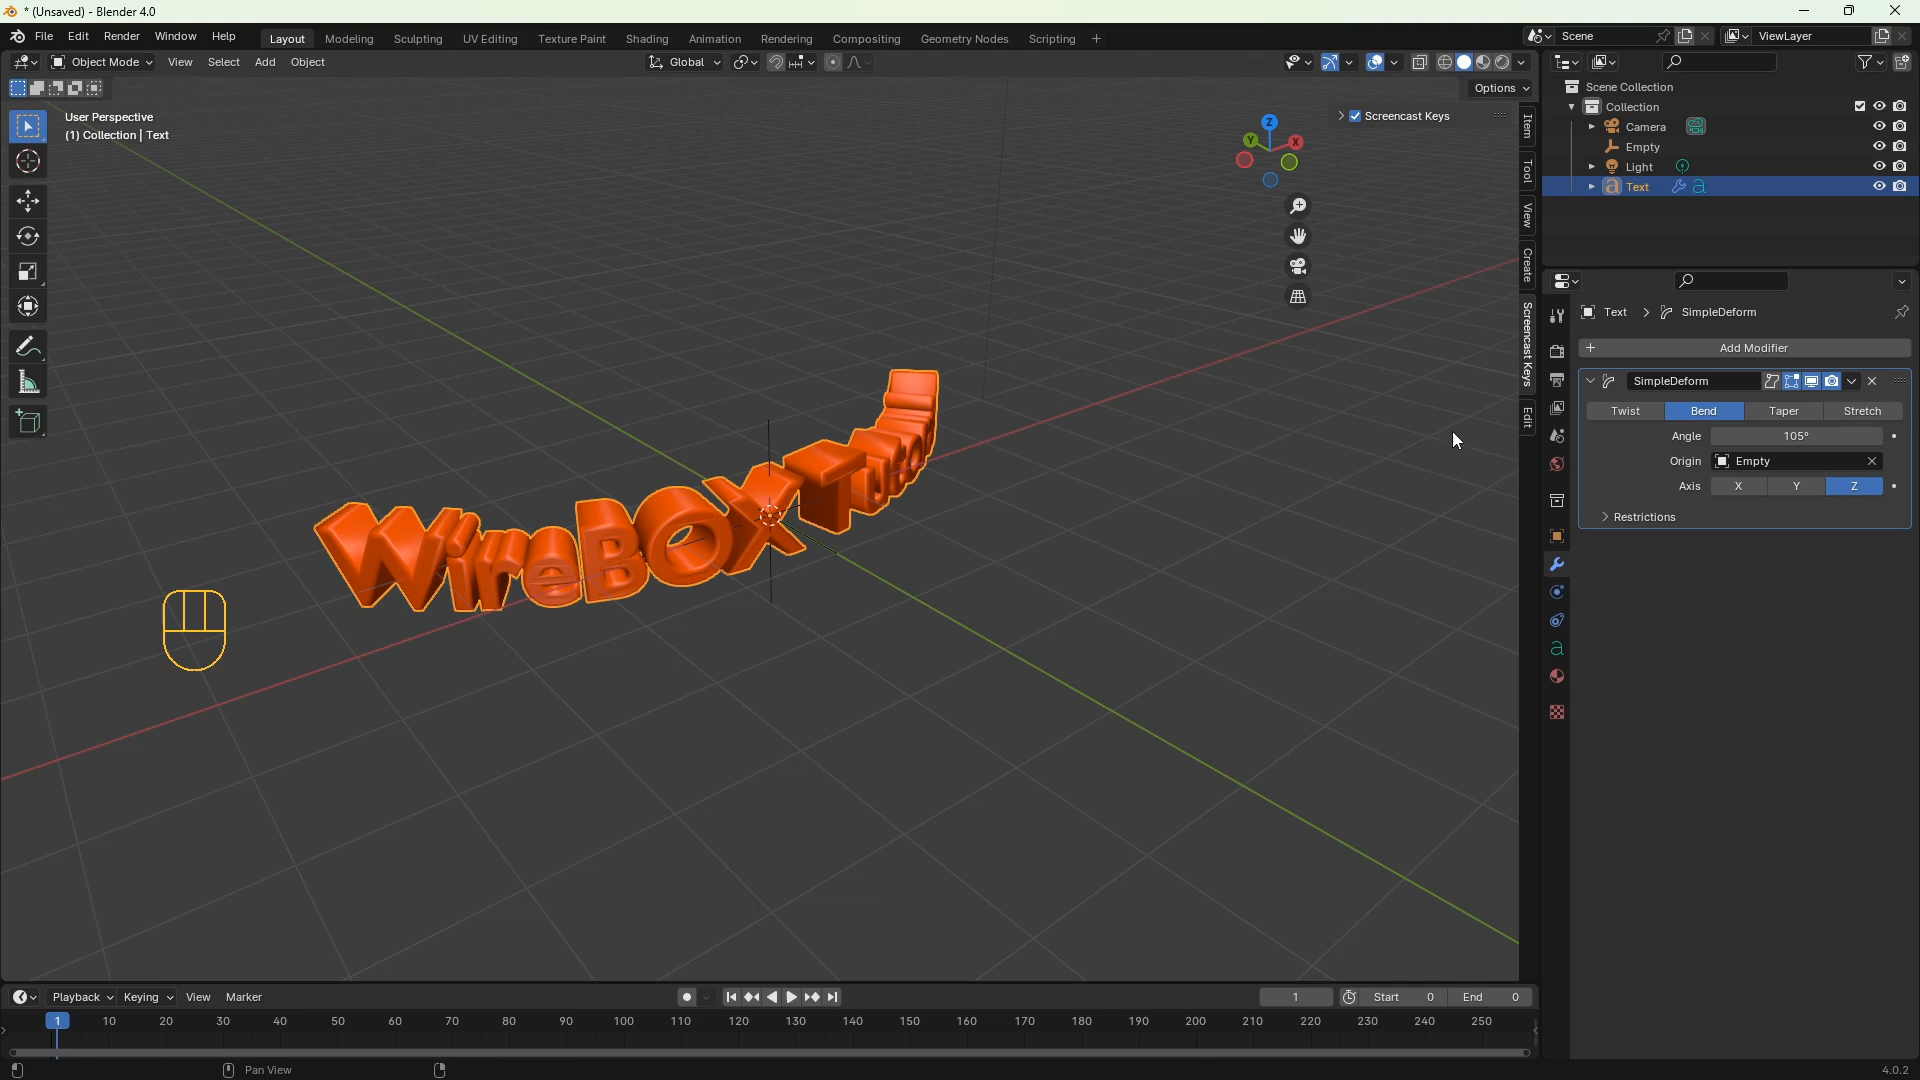 * (Unsaved) - Blender 4.0
File Edit Render Window Help Layout Modeling Sculpting UV Editing Texture Paint Shading Animation Rendering Compositing Geometry Nodes Scripting + Scene ViewLayer
Object Mode View Select Add Object Global
Options
User Perspective
(1) Collection | Text
Screencast Keys
Z
Y
X
Item
Tool
View
Create
Screencast Keys
Edit
WireBOX
Scene Collection
Collection
Camera
Empty
Light
Text
Text > SimpleDeform
+ Add Modifier
SimpleDeform
Twist Bend Taper Stretch
Angle 105°
Origin Empty
Axis X Y Z
Restrictions
Playback Keying View Marker 1 Start 0 End 0
1 10 20 30 40 50 60 70 80 90 100 110 120 130 140 150 160 170 180 190 200 210 220 230 240 250
Pan View
4.0.2